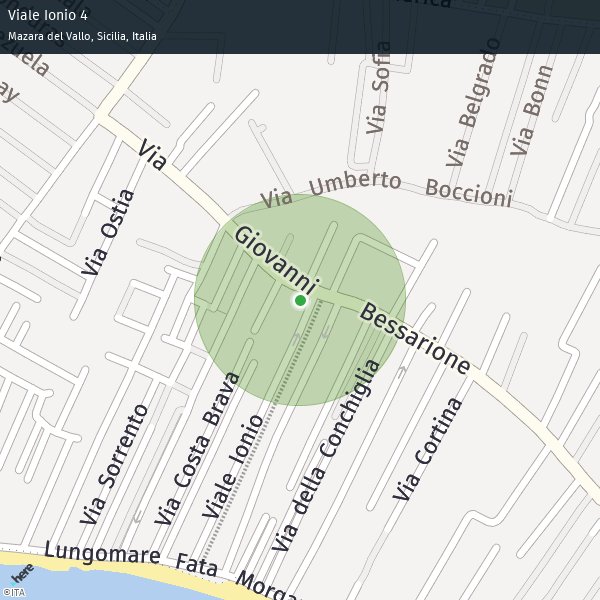 Viale Ionio 4
Mazara del Vallo, Sicilia, Italia
Via Sofia
Via Belgrado
Via Bonn
Via Umberto Boccioni
Via Giovanni Bessarione
Via Ostia
Via Sorrento
Via Costa Brava
Viale Ionio
Via della Conchiglia
Via Cortina
Lungomare Fata Morga
here
©ITA